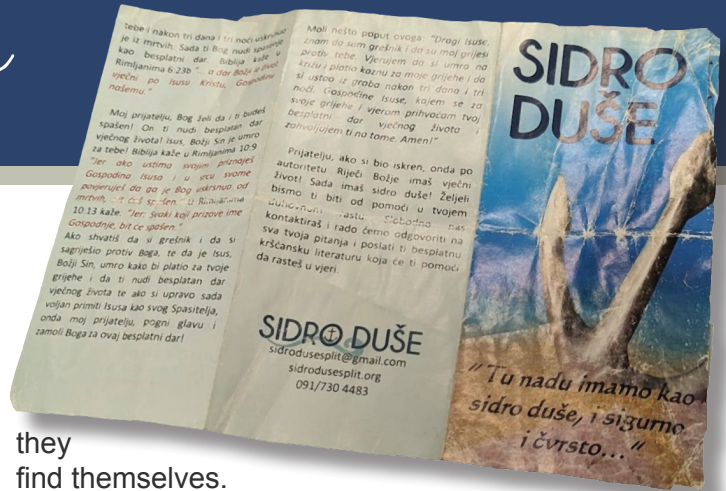 tebe i nakon tri dana i tri noći uskrsnuo
je iz mrtvih. Sada ti Bog nudi spasenje
kao besplatni dar. Biblija kaže u
Rimljanima 6:23b "... a dar Božji je život
vječni po Isusu Kristu, Gospodinu
našemu."
Moj prijatelju, Bog želi da i ti budeš
spašen! On ti nudi besplatan dar
vječnog života! Isus, Božji Sin je umro
za tebe! Biblija kaže u Rimljanima 10:9
"Jer ako ustima svojim priznaješ
Gospodina Isusa i u srcu svome
povjeruješ da ga je Bog uskrsnuo od
mrtvih, bit ćeš spašen." U Rimljanima
10:13 kaže. "Jer, svaki koji prizove ime
Gospodnje, bit će spašen."
Ako shvatiš da si grešnik i da si
sagriješio protiv Boga, te da je Isus,
Božji Sin, umro kako bi platio za tvoje
grijehe i da ti nudi besplatan dar
vječnog života te ako si upravo sada
voljan primiti Isusa kao svog Spasitelja,
onda moj prijatelju, pogni glavu i
zamoli Boga za ovaj besplatni dar!
Moli nešto poput ovoga: "Dragi Isuse,
znam da sam grešnik i da su moj grijesi
protiv tebe. Vjerujem da si umro na
križu i platio kaznu za moje grijehe i da
si ustao iz groba nakon tri dana i tri
noći. Gospodine Isuse, kajem se za
svoje grijehe i vjerom prihvaćam tvoj
besplatni dar vječnog života i
zahvaljujem ti na tome. Amen!"
Prijatelju, ako si bio iskren, onda po
autoritetu Riječi Božje imaš vječni
život! Sada imaš sidro duše! Željeli
bismo ti biti od pomoći u tvojem
duhovnom rastu. Slobodno nas
kontaktiraš i rado ćemo odgovoriti na
sva tvoja pitanja i poslati ti besplatnu
kršćansku literaturu koja će ti pomoći
da rasteš u vjeri.
SIDRO DUŠE
sidrodusesplit@gmail.com
sidrodusesplit.org
091/730 4483
SIDRO
DUŠE
"Tu nadu imamo kao
sidro duše, i sigurno
i čvrsto..."
they
find themselves.